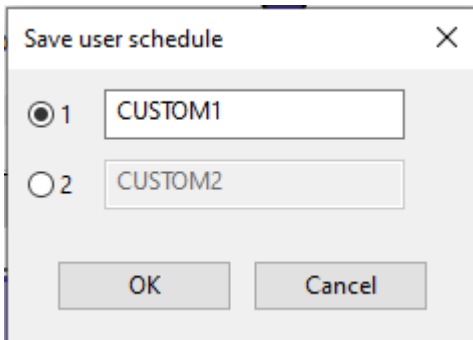 Save user schedule
1 CUSTOM1
2 CUSTOM2
OK Cancel